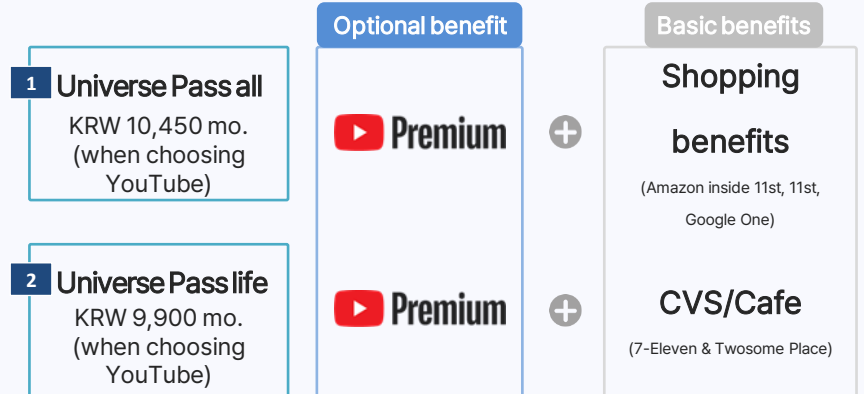 Optional benefit
Basic benefits
1
Universe Pass all
KRW 10,450 mo.
(when choosing
YouTube)
Premium
Shopping
benefits
(Amazon inside 11st, 11st,
Google One)
2
Universe Pass life
KRW 9,900 mo.
(when choosing
YouTube)
Premium
CVS/Cafe
(7-Eleven & Twosome Place)